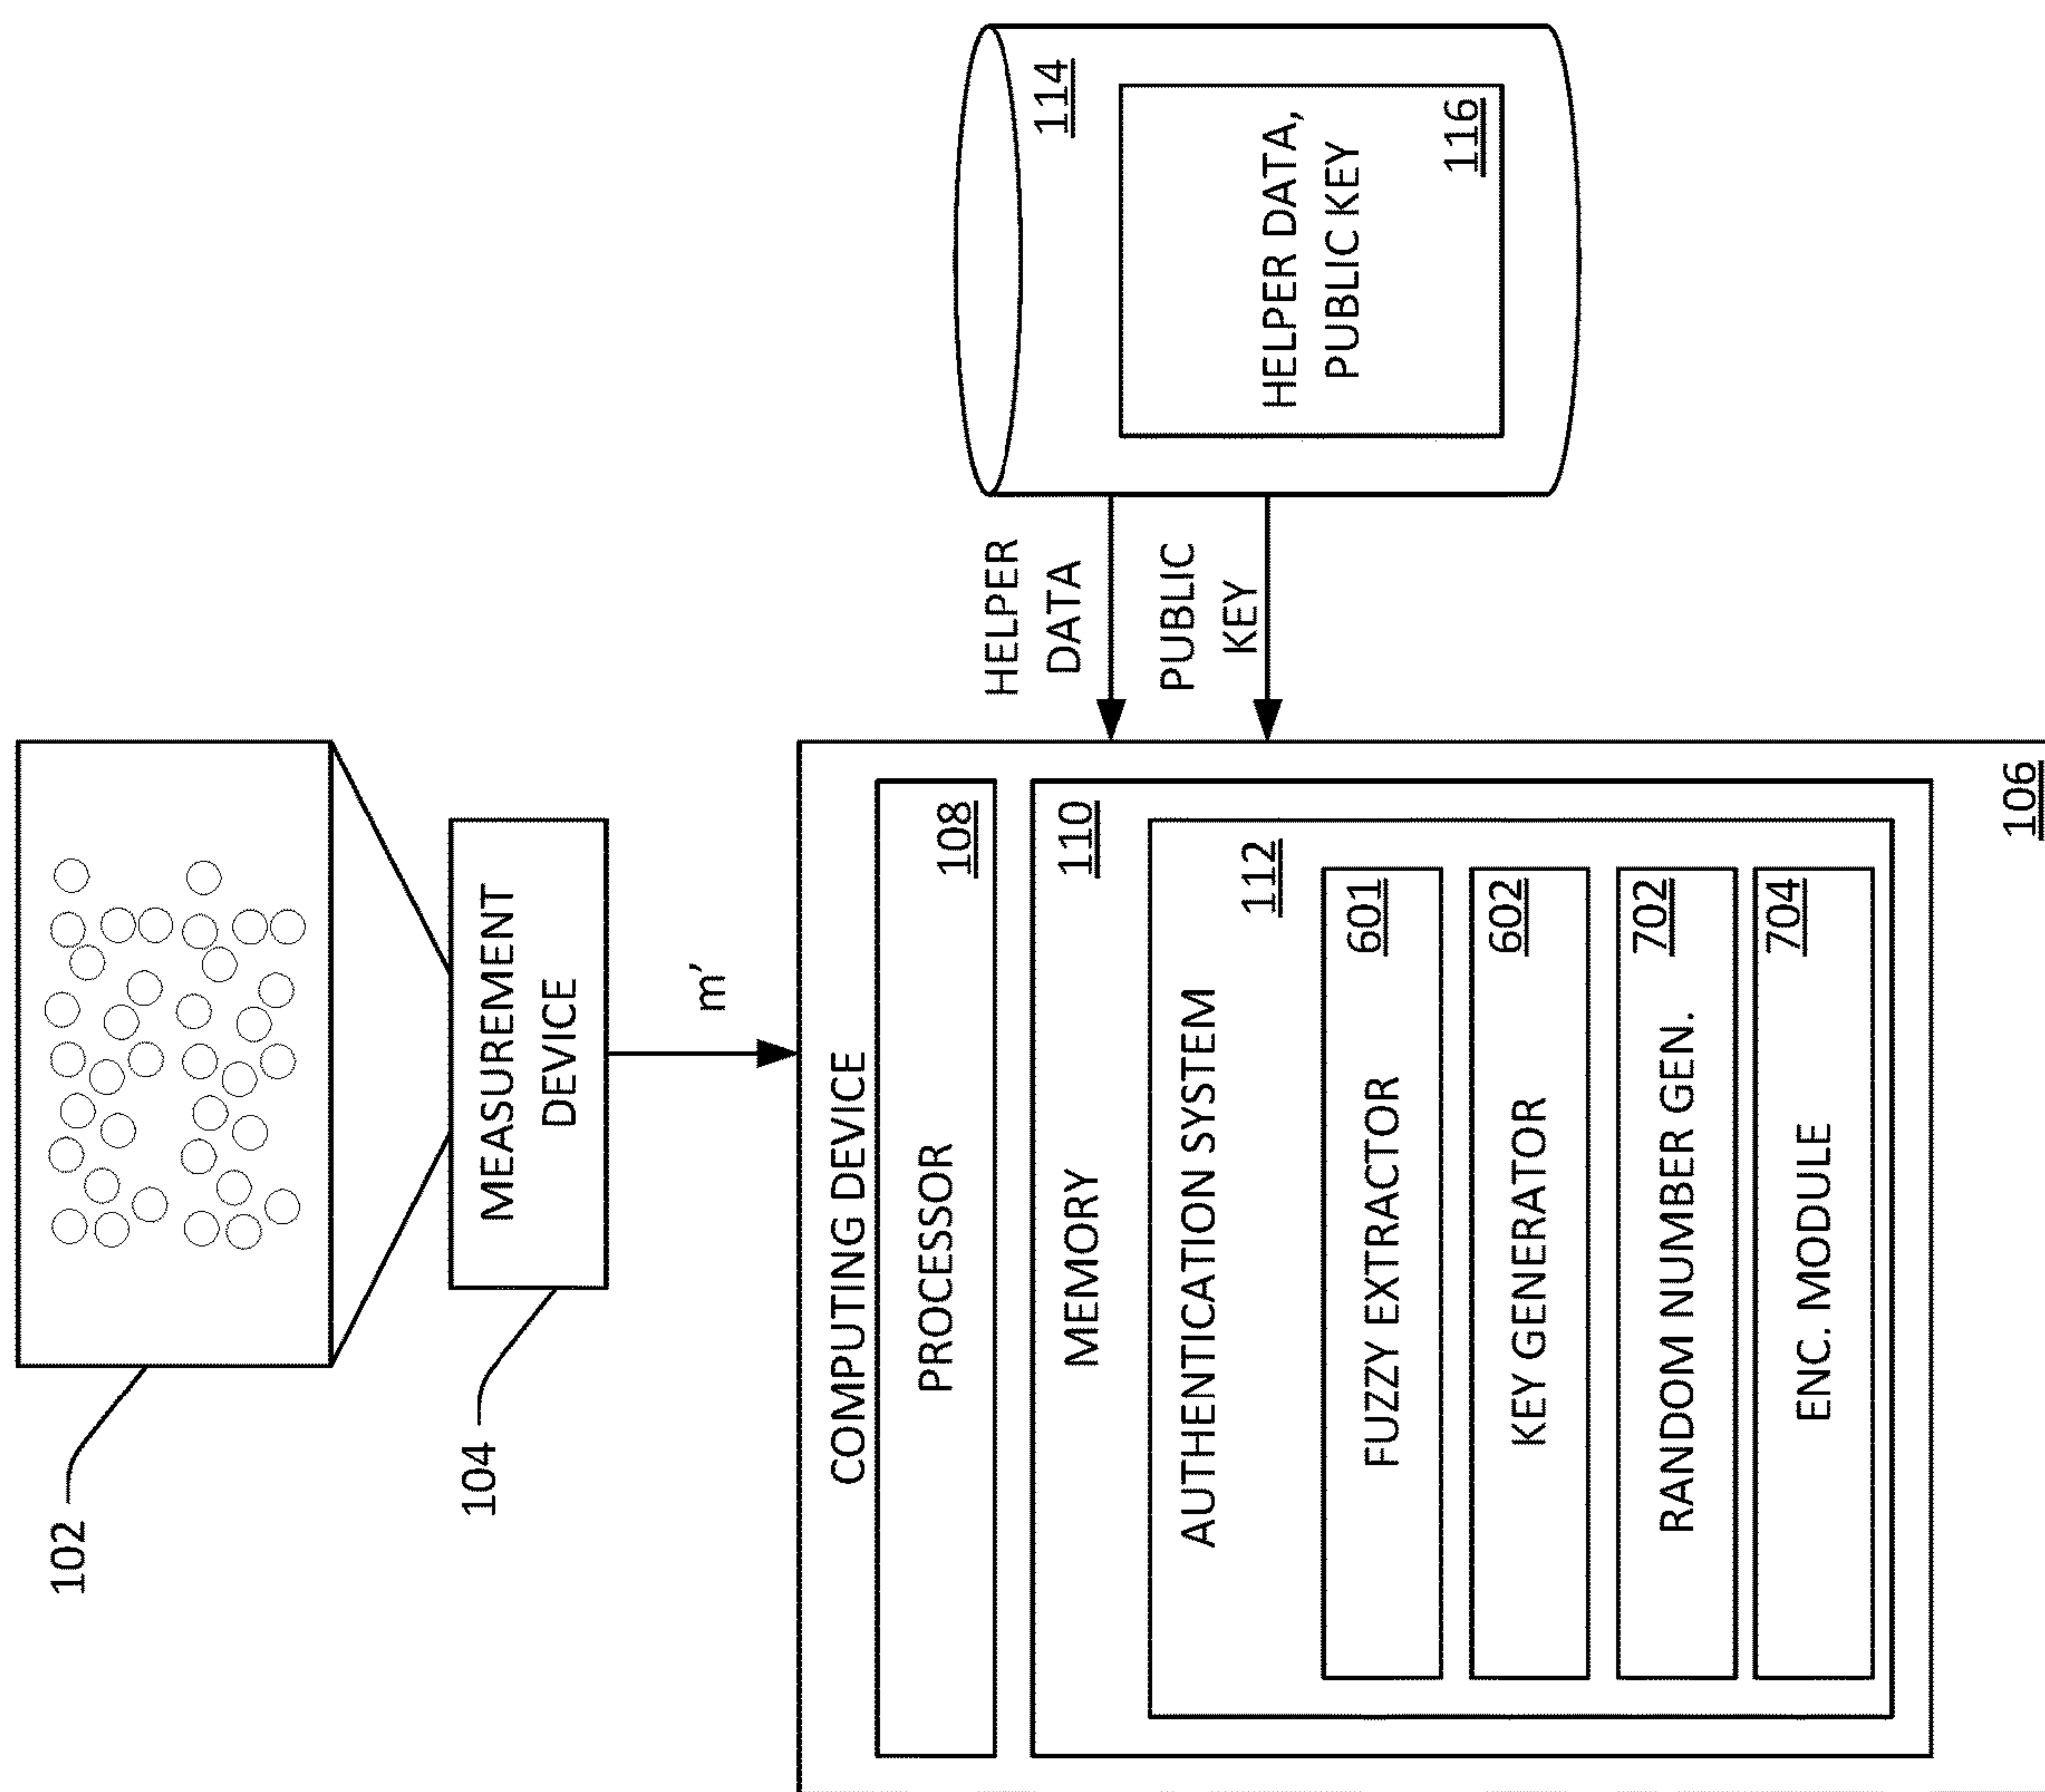 102
104
MEASUREMENT
DEVICE
m'
COMPUTING DEVICE
PROCESSOR
108
MEMORY
110
AUTHENTICATION SYSTEM
112
FUZZY EXTRACTOR
601
KEY GENERATOR
602
RANDOM NUMBER GEN.
702
ENC. MODULE
704
106
HELPER
DATA
PUBLIC
KEY
114
HELPER DATA,
PUBLIC KEY
116